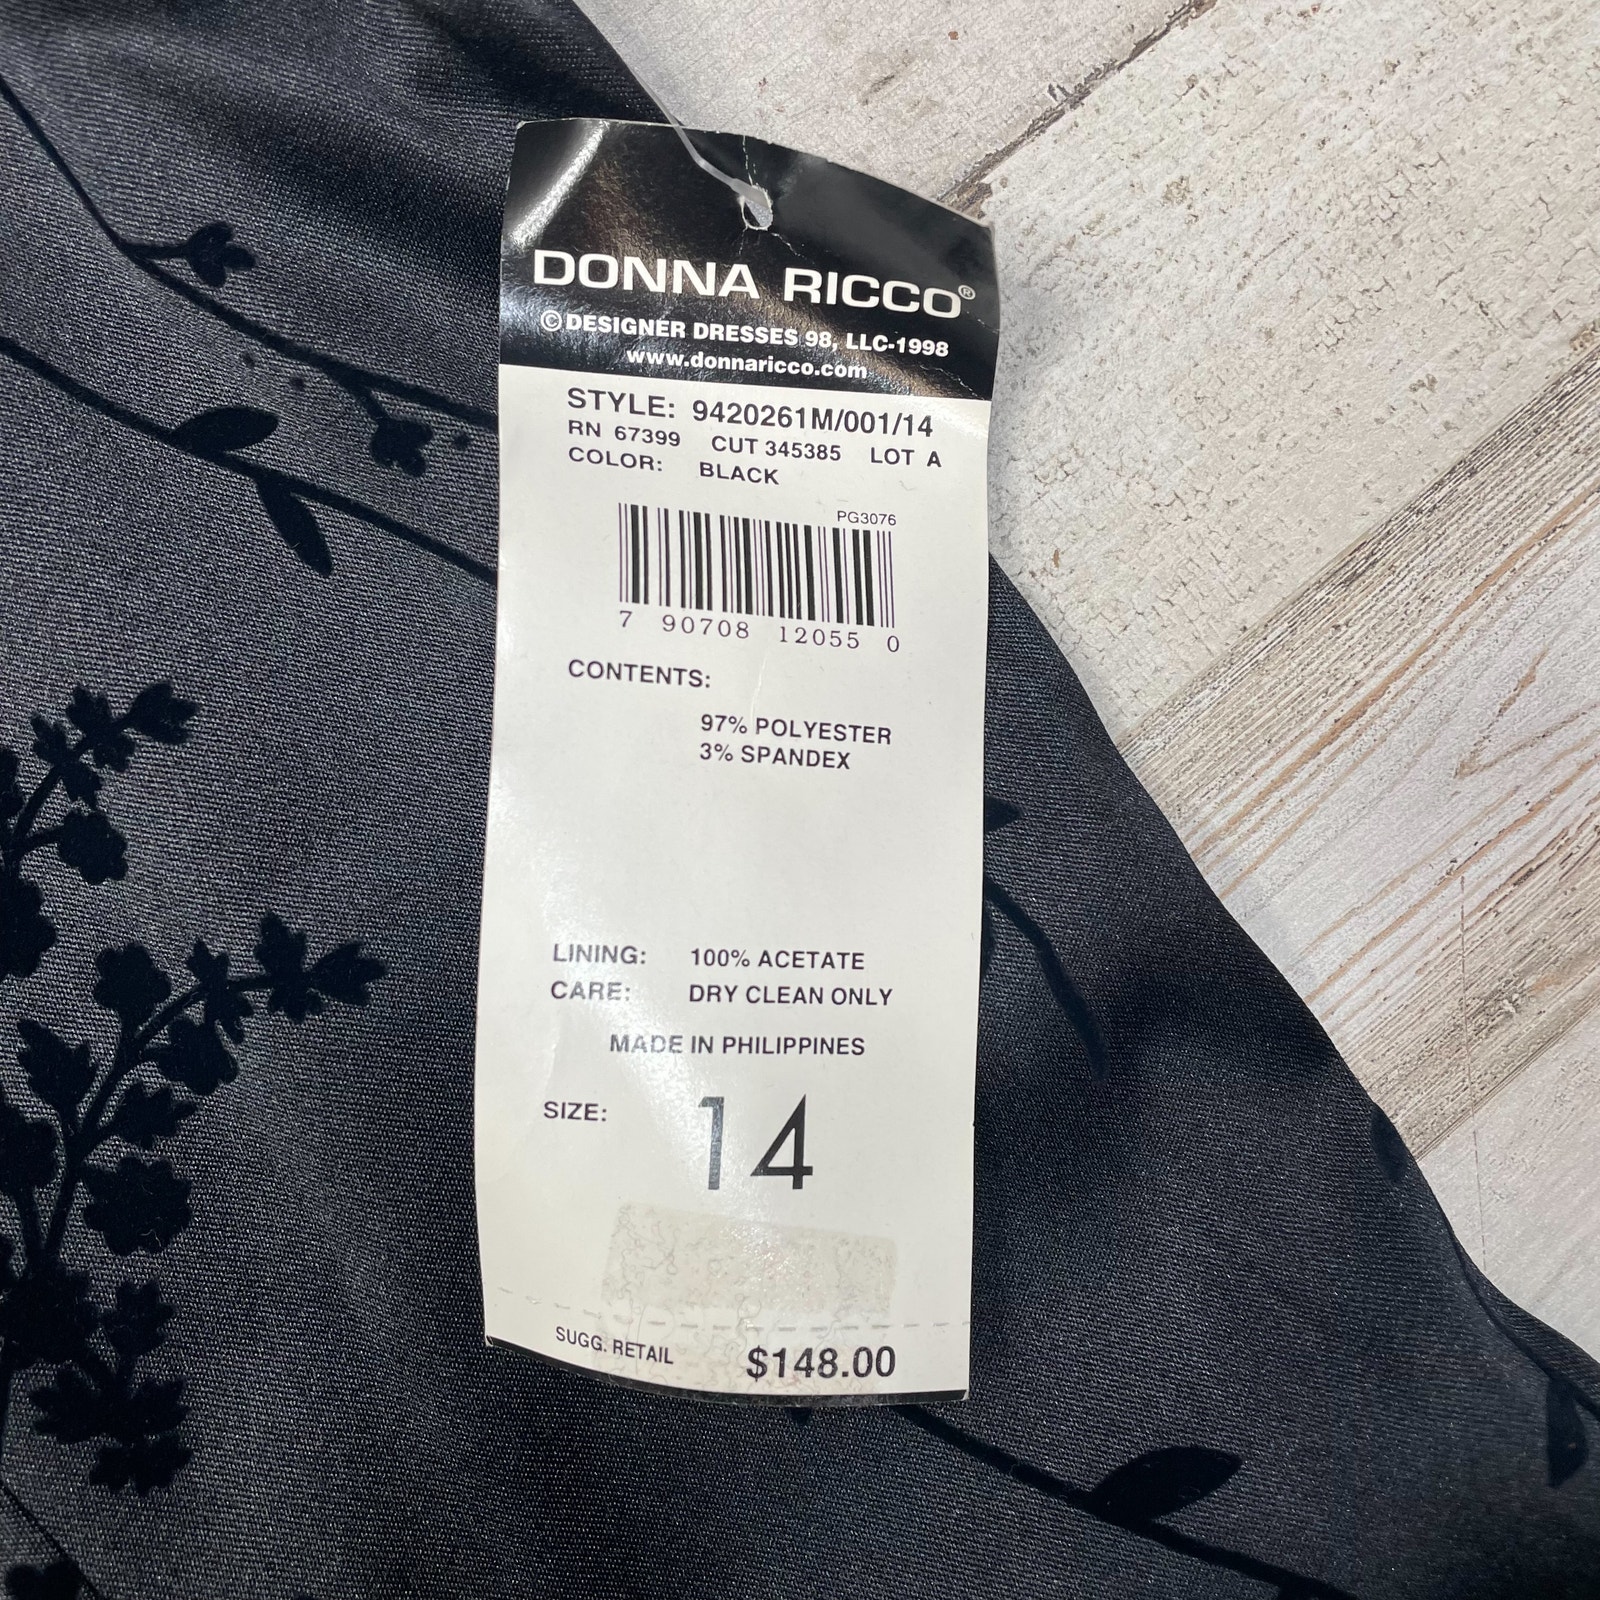 DONNA RICCO®
©DESIGNER DRESSES 98, LLC-1998
www.donnaricco.com
STYLE: 9420261M/001/14
RN 67399 CUT 345385 LOT A
COLOR: BLACK
PG3076
7 90708 12055 0
CONTENTS:
97% POLYESTER
3% SPANDEX
LINING: 100% ACETATE
CARE: DRY CLEAN ONLY
MADE IN PHILIPPINES
SIZE: 14
SUGG. RETAIL $148.00